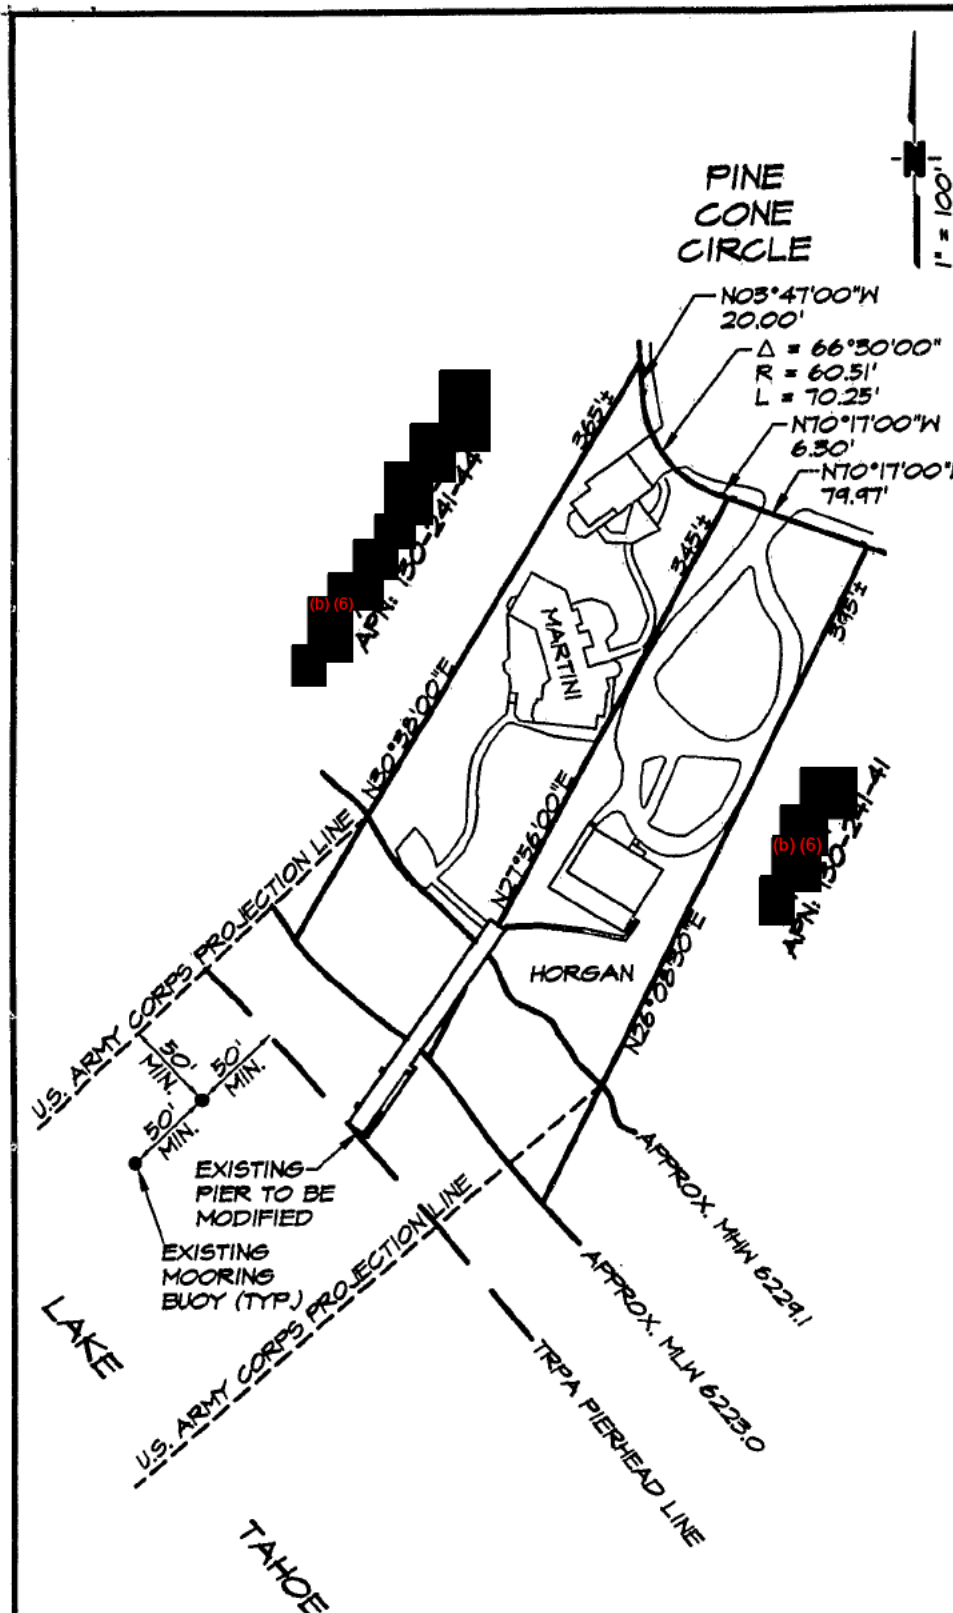 PINE
CONE
CIRCLE
N
1" = 100'
N03°47'00"W
20.00'
Δ = 66°30'00"
R = 60.51'
L = 70.25'
N70°17'00"W
6.30'
N70°17'00"
79.97'
365'±
345'±
395'±
(b) (6)
APN: 130-241-44
MARTINI
N30°38'00"E
N27°56'00"E
(b) (6)
APN: 130-241-41
HORGAN
N26°08'30"E
U.S. ARMY CORPS PROJECTION LINE
50'
MIN.
50'
MIN.
50'
MIN.
EXISTING
PIER TO BE
MODIFIED
EXISTING
MOORING
BUOY (TYP.)
U.S. ARMY CORPS PROJECTION LINE
APPROX. MHW 6229.1
APPROX. MLW 6223.0
TRPA PIERHEAD LINE
LAKE
TAHOE